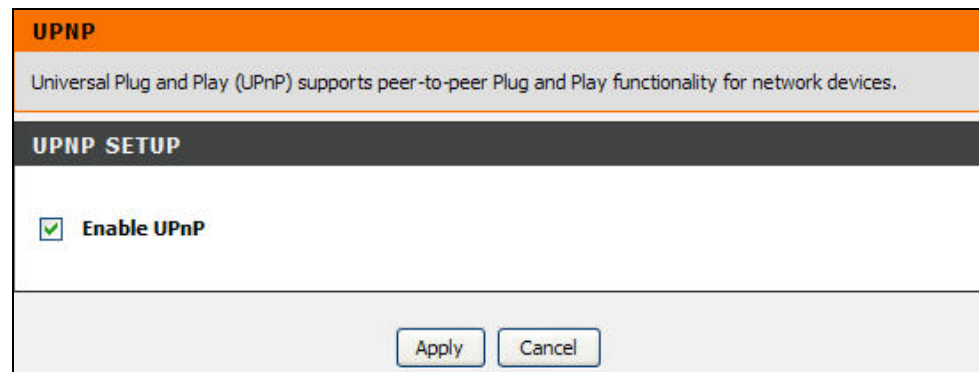 UPNP
Universal Plug and Play (UPnP) supports peer-to-peer Plug and Play functionality for network devices.
UPNP SETUP
Enable UPnP
Apply Cancel